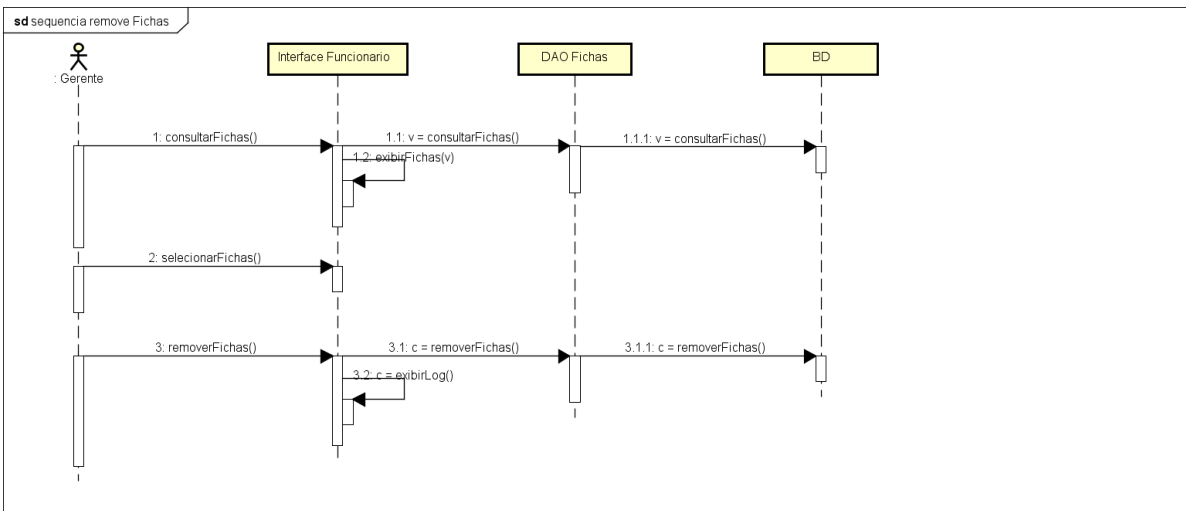 sd sequencia remove Fichas
: Gerente
Interface Funcionario
DAO Fichas
BD
1: consultarFichas()
1.1: v = consultarFichas()
1.1.1: v = consultarFichas()
1.2: exibirFichas(v)
2: selecionarFichas()
3: removerFichas()
3.1: c = removerFichas()
3.1.1: c = removerFichas()
3.2: c = exibirLog()